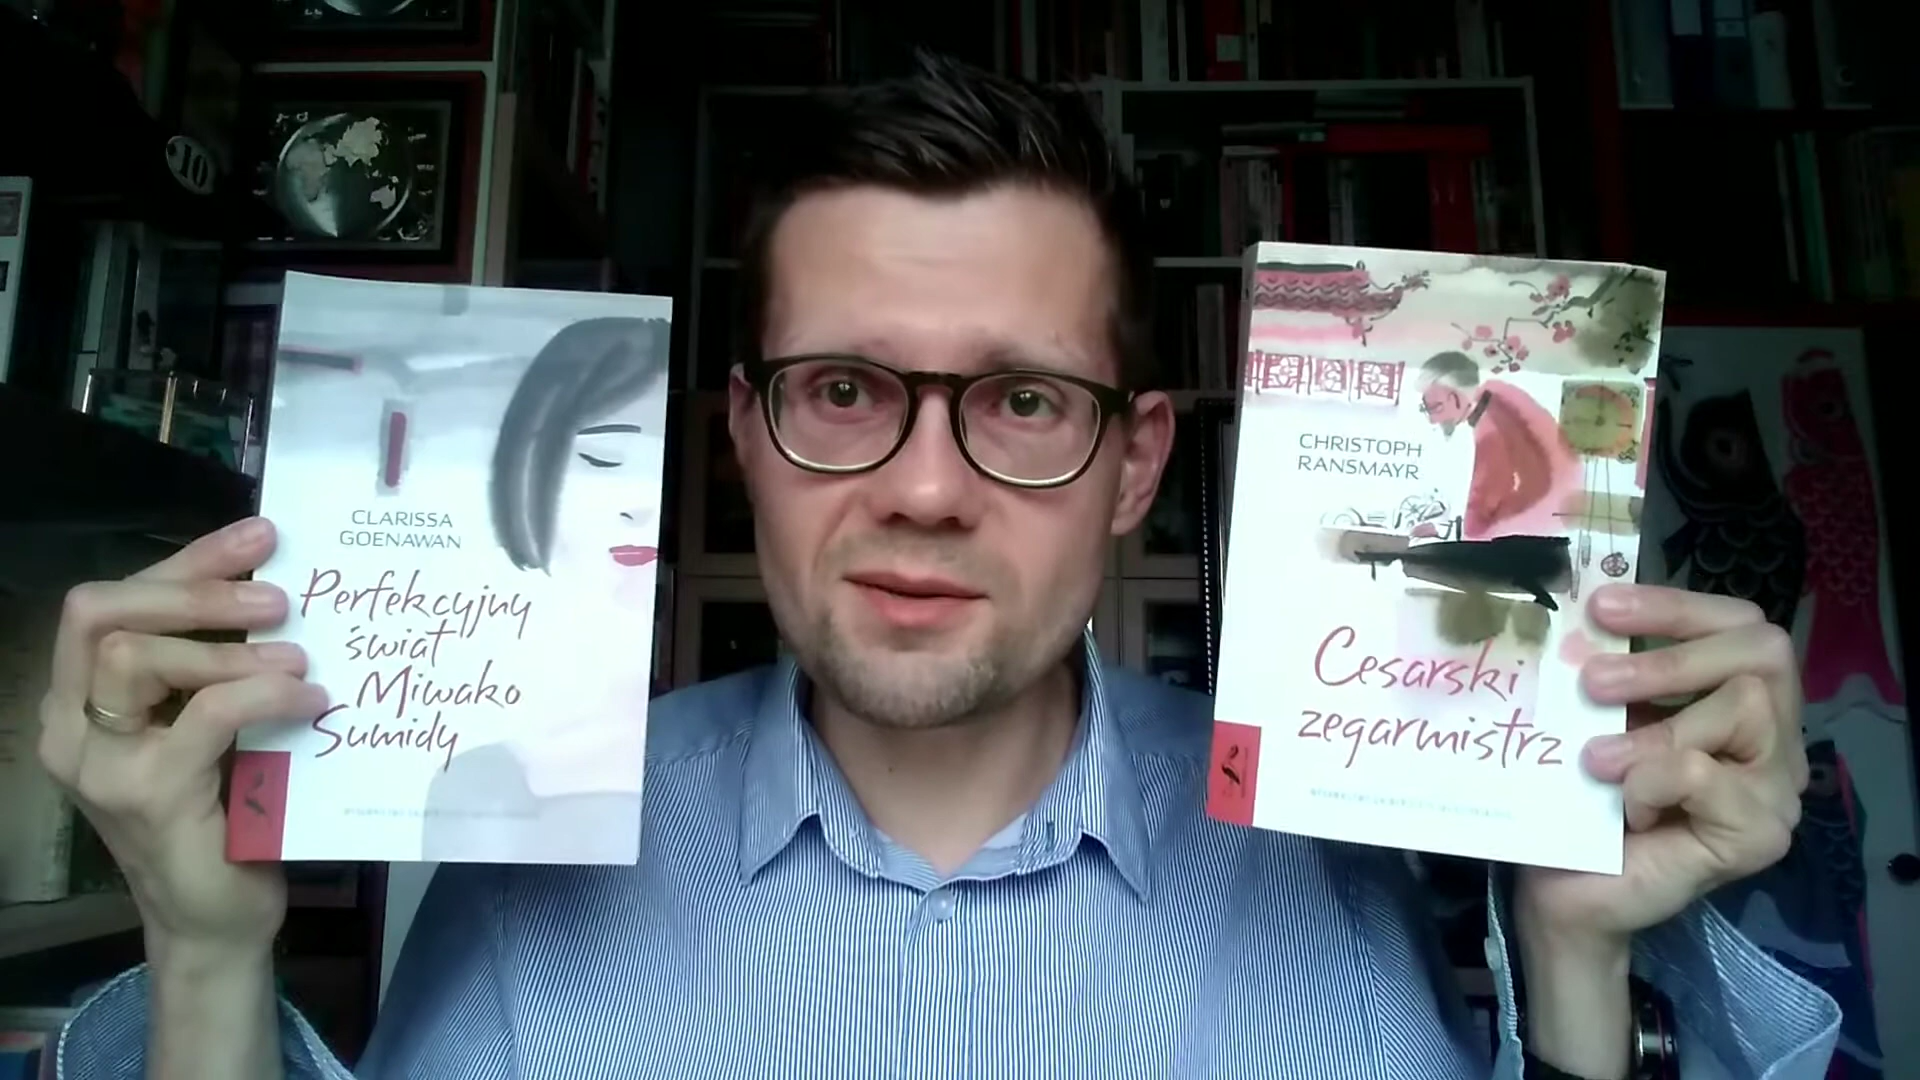 10
CLARISSA
GOENAWAN
Perfekcyjny
świat
Miwako
Sumidy
CHRISTOPH
RANSMAYR
Cesarski
zegarmistrz